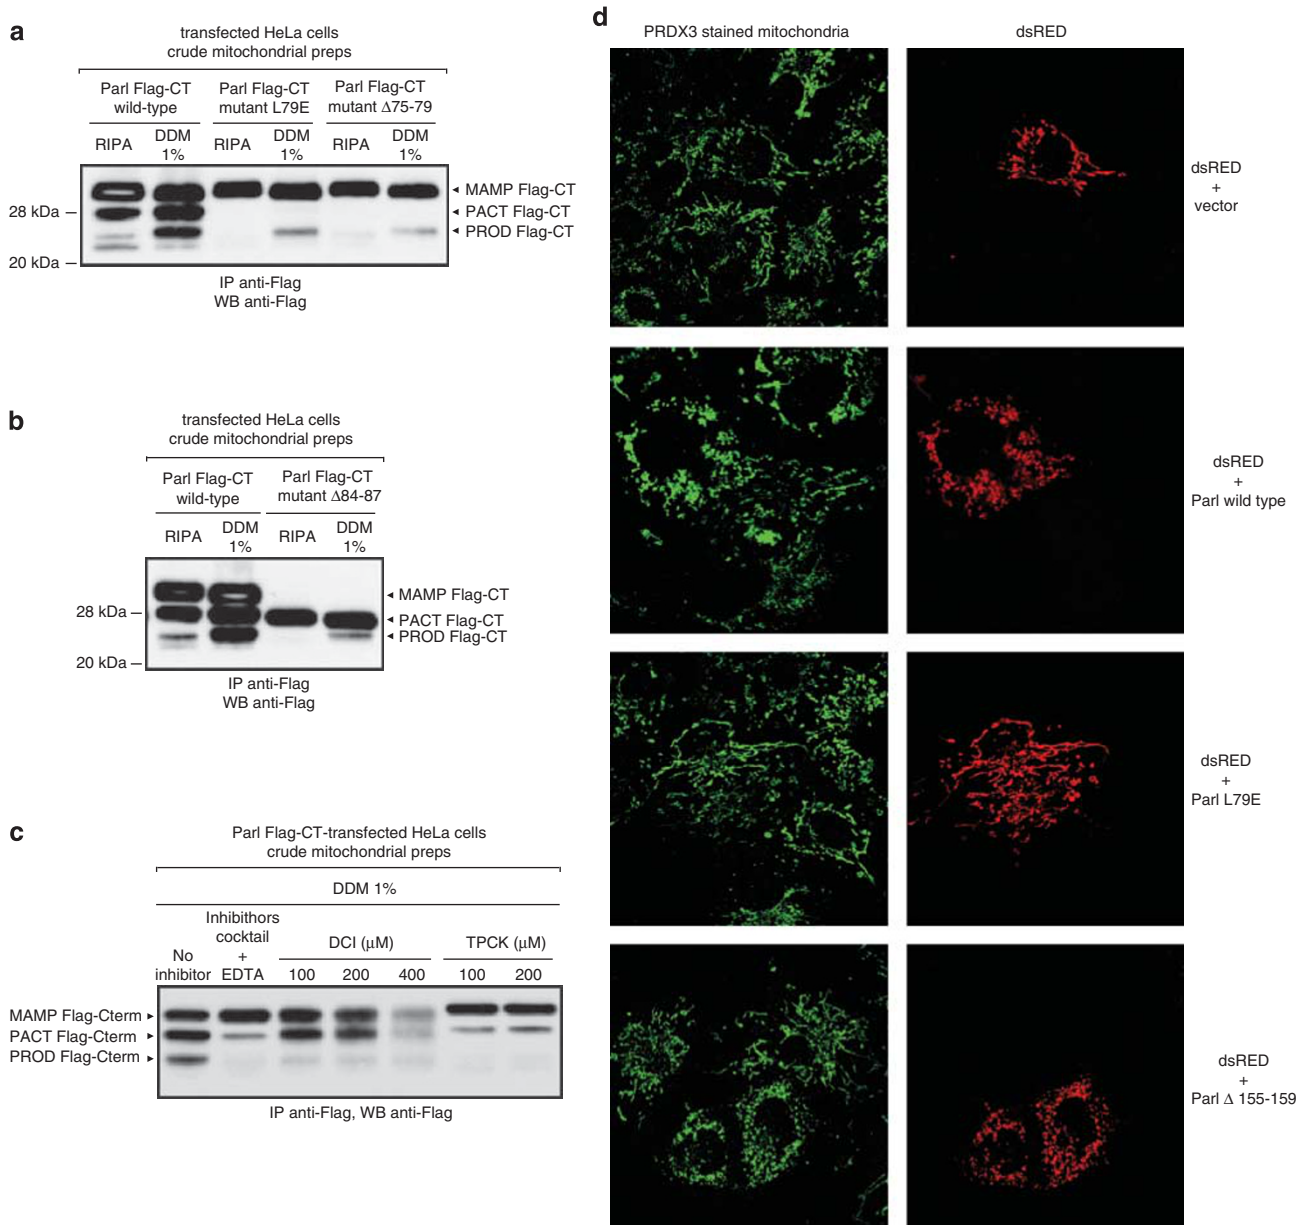 a
transfected HeLa cells
crude mitochondrial preps
Parl Flag-CT
wild-type
Parl Flag-CT
mutant L79E
Parl Flag-CT
mutant Δ75-79
RIPA
DDM
1%
RIPA
DDM
1%
RIPA
DDM
1%
28 kDa
20 kDa
MAMP Flag-CT
PACT Flag-CT
PROD Flag-CT
IP anti-Flag
WB anti-Flag
b
transfected HeLa cells
crude mitochondrial preps
Parl Flag-CT
wild-type
Parl Flag-CT
mutant Δ84-87
RIPA
DDM
1%
RIPA
DDM
1%
28 kDa
20 kDa
MAMP Flag-CT
PACT Flag-CT
PROD Flag-CT
IP anti-Flag
WB anti-Flag
c
Parl Flag-CT-transfected HeLa cells
crude mitochondrial preps
DDM 1%
No
inhibitor
Inhibithors
cocktail
+
EDTA
DCI (μM)
100 200 400
TPCK (μM)
100 200
MAMP Flag-Cterm
PACT Flag-Cterm
PROD Flag-Cterm
IP anti-Flag, WB anti-Flag
d
PRDX3 stained mitochondria
dsRED
dsRED
+
vector
dsRED
+
Parl wild type
dsRED
+
Parl L79E
dsRED
+
Parl Δ 155-159